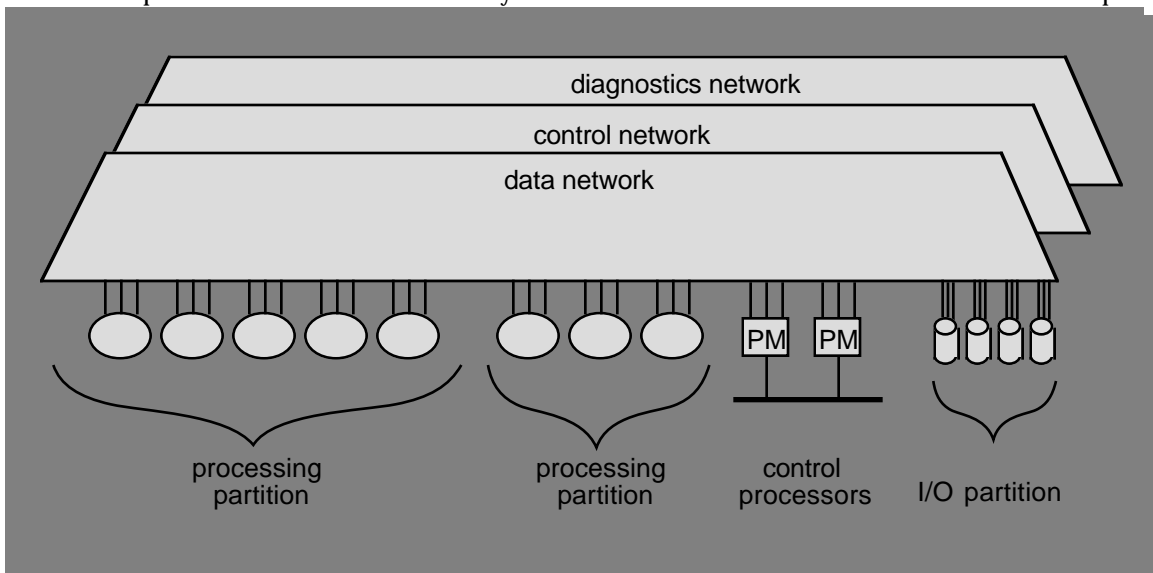 diagnostics network
control network
data network
PM PM
processing
partition
processing
partition
control
processors
I/O partition